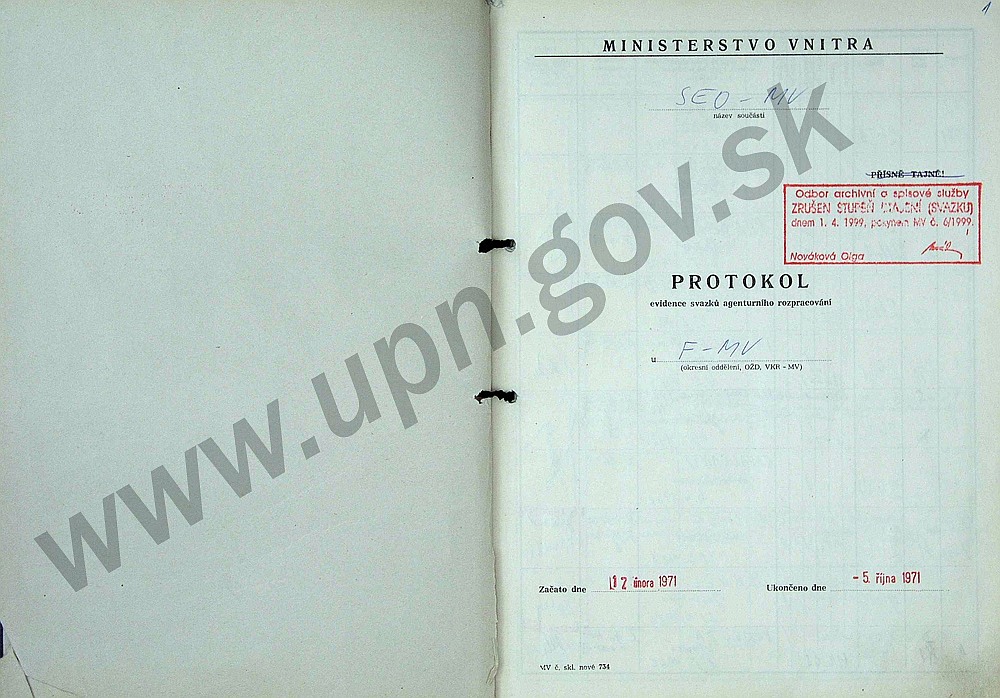 1
MINISTERSTVO VNITRA
SEO - MV
název součásti
PŘÍSNĚ TAJNÉ!
Odbor archivní a spisové služby
ZRUŠEN STUPEŇ UTAJENÍ (SVAZKU)
dnem 1. 4. 1999, pokynem MV č. 6/1999.
Nováková Olga
PROTOKOL
evidence svazků agenturního rozpracování
u F - MV
(okresní oddělení, OŽD, VKR - MV)
www.upn.gov.sk
Začato dne 12 února 1971 Ukončeno dne - 5. října 1971
MV č. skl. nové 734